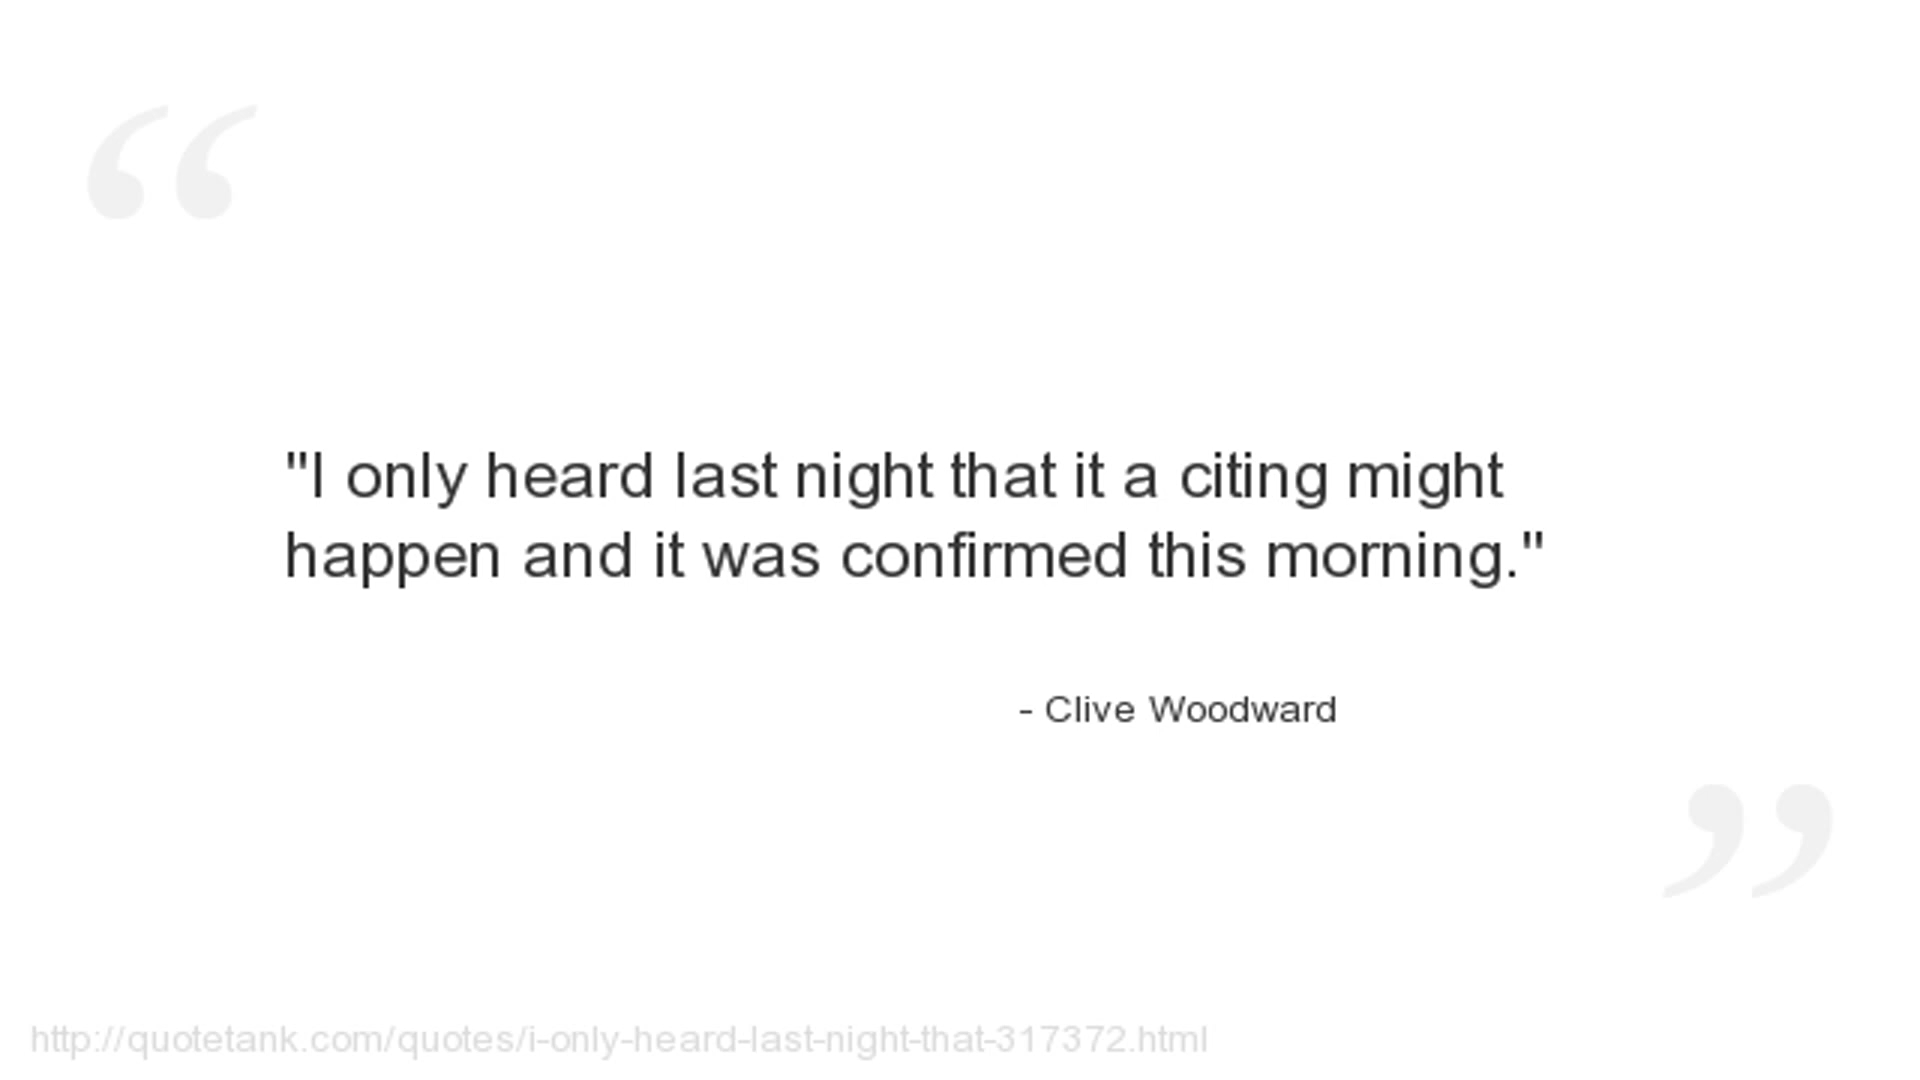 "I only heard last night that it a citing might
happen and it was confirmed this morning."
- Clive Woodward
http://quotetank.com/quotes/i-only-heard-last-night-that-317372.html